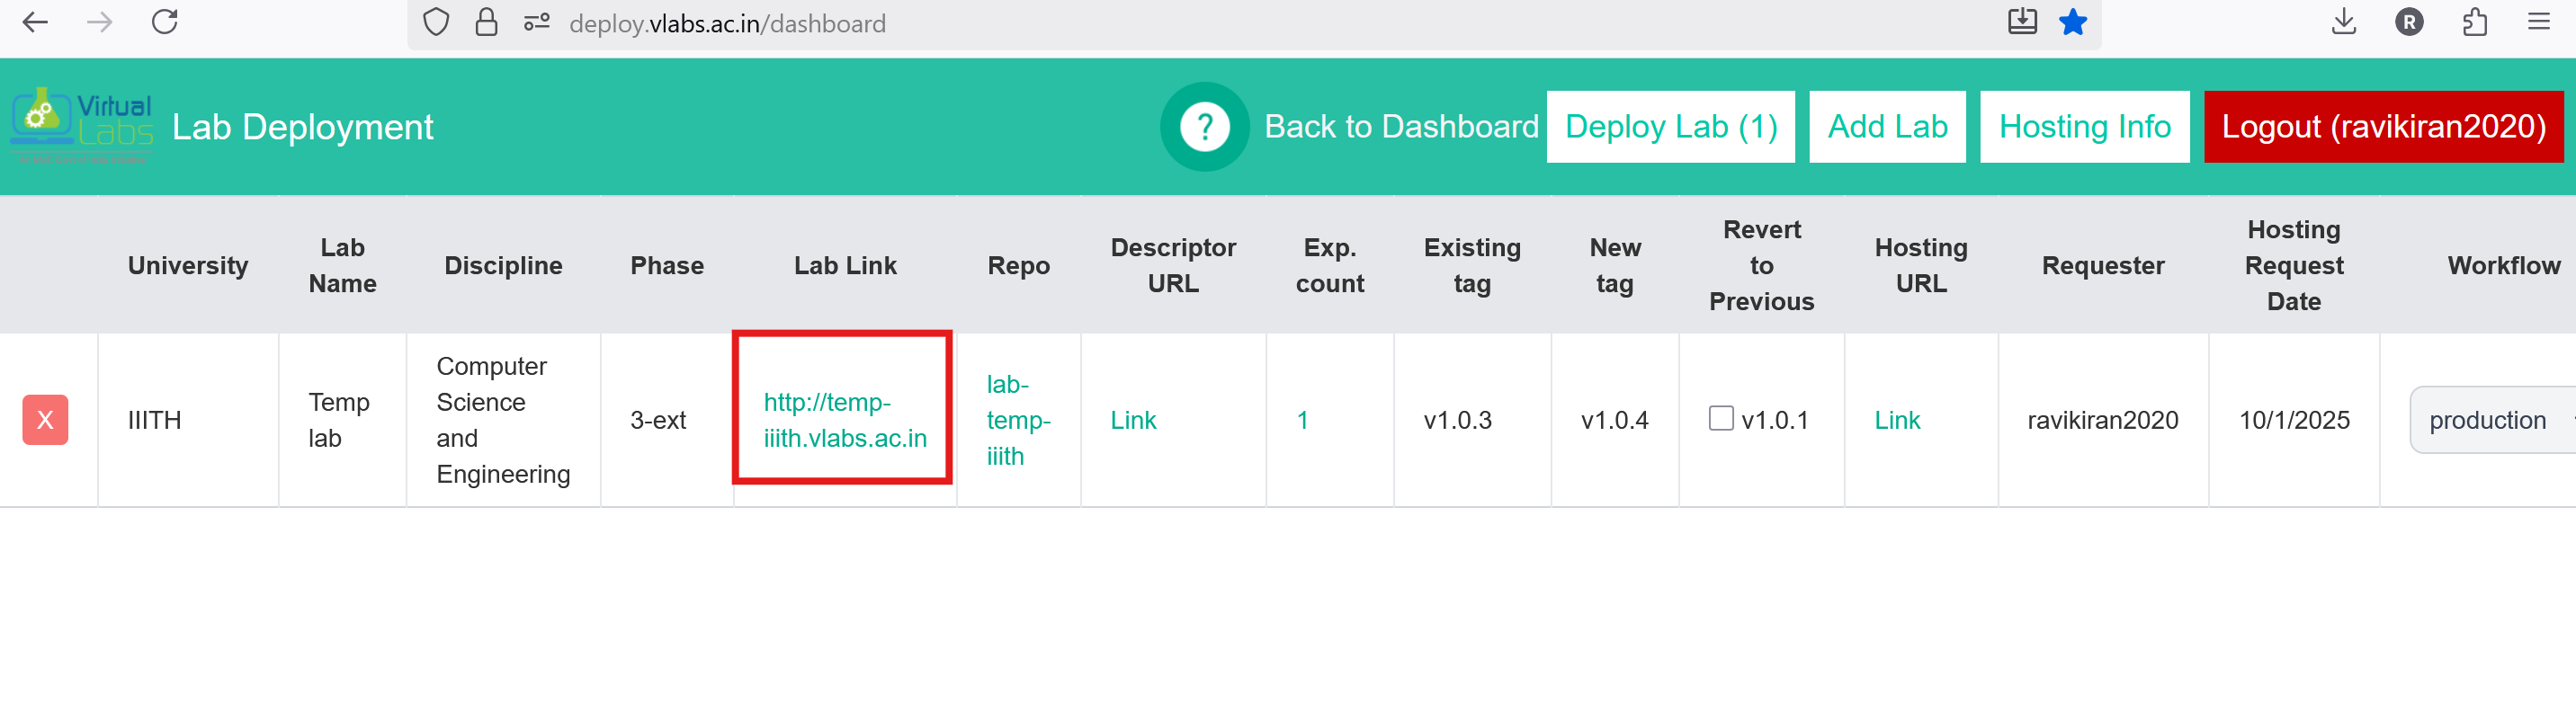 deploy.vlabs.ac.in/dashboard
R
Virtual
Labs
Lab Deployment
?
Back to Dashboard
Deploy Lab (1)
Add Lab
Hosting Info
Logout (ravikiran2020)
University
Lab
Name
Discipline
Phase
Lab Link
Repo
Descriptor
URL
Exp.
count
Existing
tag
New
tag
Revert
to
Previous
Hosting
URL
Requester
Hosting
Request
Date
Workflow
X
IIITH
Temp
lab
Computer
Science
and
Engineering
3-ext
http://temp-
iiith.vlabs.ac.in
lab-
temp-
iiith
Link
1
v1.0.3
v1.0.4
v1.0.1
Link
ravikiran2020
10/1/2025
production